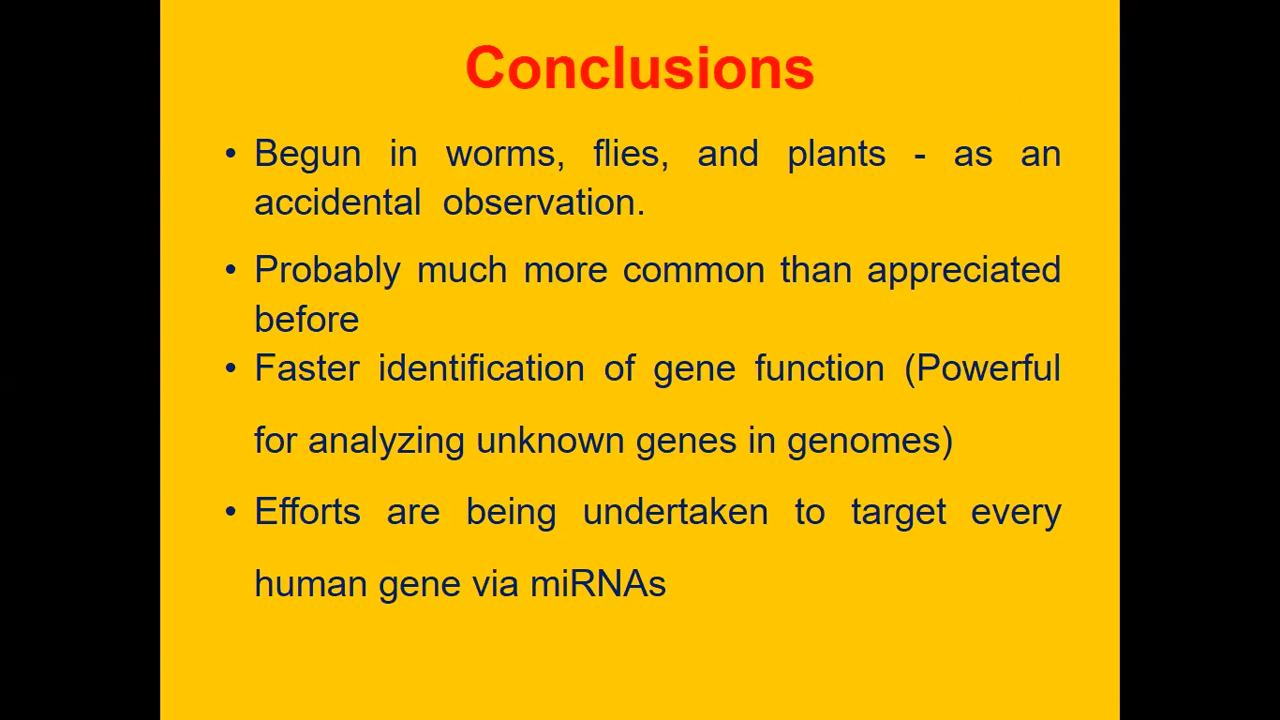 Conclusions
• Begun in worms, flies, and plants - as an
accidental observation.
• Probably much more common than appreciated
before
• Faster identification of gene function (Powerful
for analyzing unknown genes in genomes)
• Efforts are being undertaken to target every
human gene via miRNAs